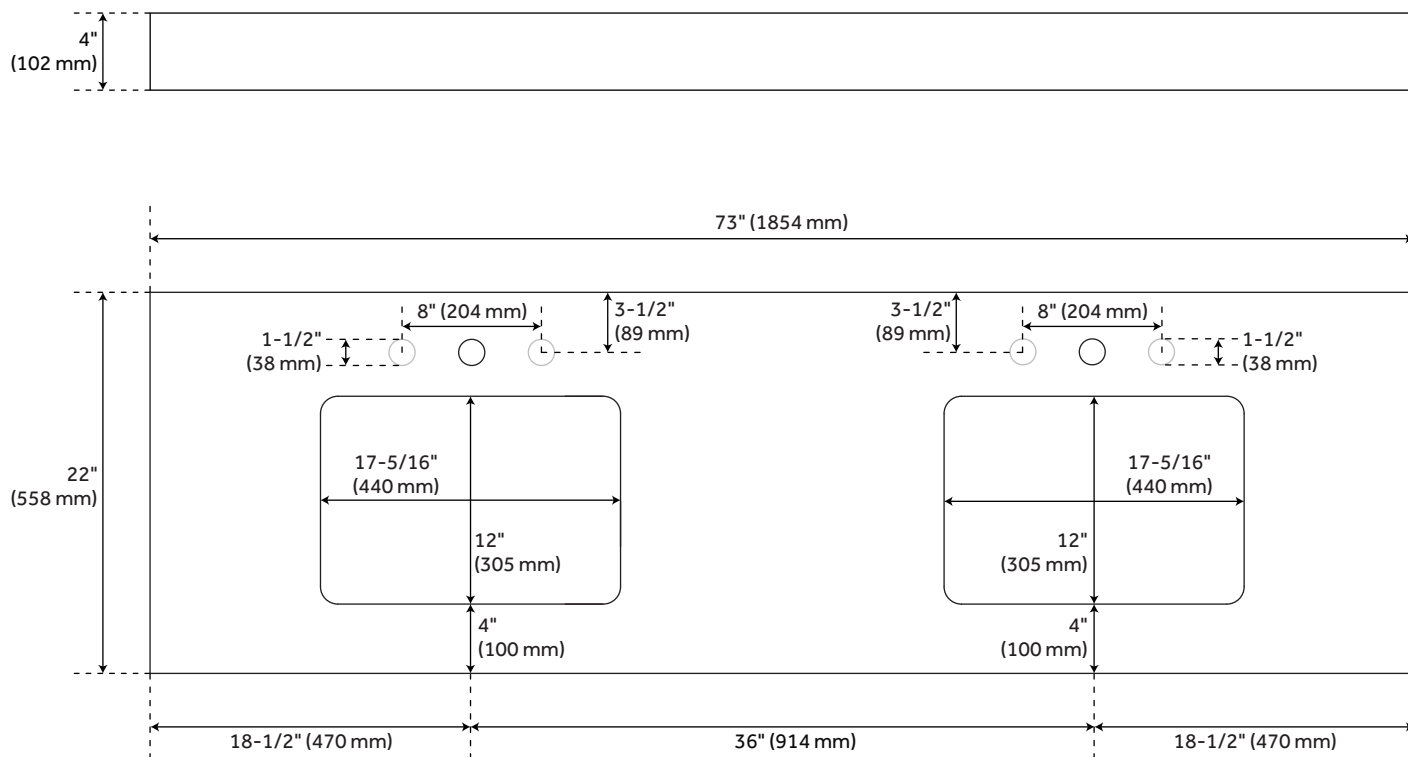 4"
(102 mm)
73" (1854 mm)
8" (204 mm)
3-1/2"
(89 mm)
3-1/2"
(89 mm)
8" (204 mm)
1-1/2"
(38 mm)
1-1/2"
(38 mm)
22"
(558 mm)
17-5/16"
(440 mm)
17-5/16"
(440 mm)
12"
(305 mm)
12"
(305 mm)
4"
(100 mm)
4"
(100 mm)
18-1/2" (470 mm)
36" (914 mm)
18-1/2" (470 mm)